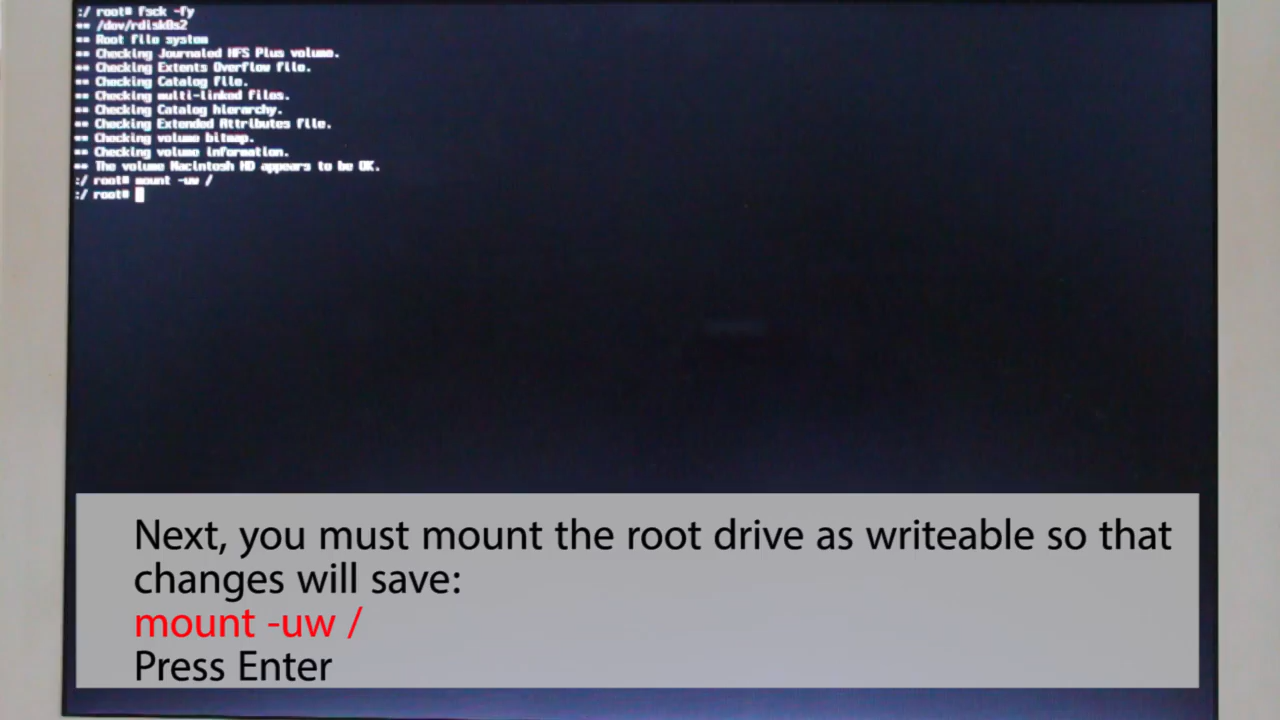 :/ root# fsck -fy
** /dev/rdisk0s2
** Root file system
** Checking Journaled HFS Plus volume.
** Checking Extents Overflow file.
** Checking Catalog file.
** Checking multi-linked files.
** Checking Catalog hierarchy.
** Checking Extended Attributes file.
** Checking volume bitmap.
** Checking volume information.
** The volume Macintosh HD appears to be OK.
:/ root# mount -uw /
:/ root#
Next, you must mount the root drive as writeable so that
changes will save:
mount -uw /
Press Enter